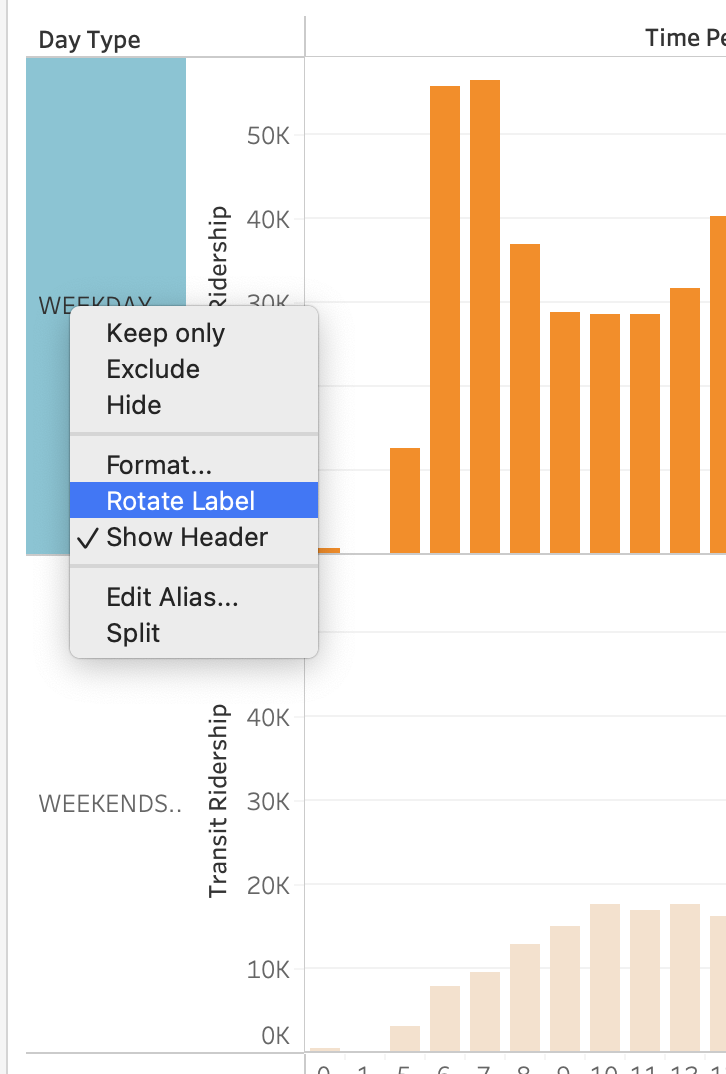 Day Type
Time Pe
50K
40K
30K
Ridership
WEEKDAY
Keep only
Exclude
Hide
Format...
Rotate Label
Show Header
Edit Alias...
Split
40K
30K
20K
10K
0K
Transit Ridership
WEEKENDS..
0 1 5 6 7 8 9 10 11 12 1